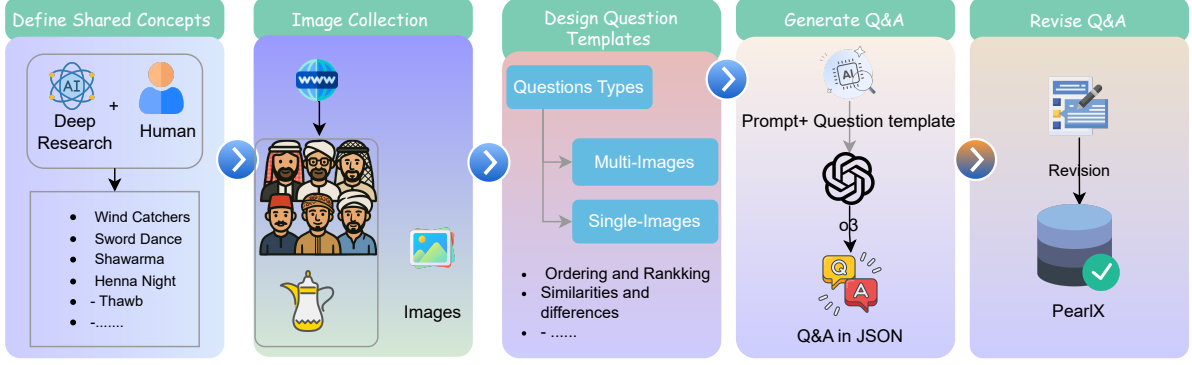 Define Shared Concepts
AI
+
Deep
Research
Human
Wind Catchers
Sword Dance
Shawarma
Henna Night
- Thawb
-.......
Image Collection
www
Images
Design Question
Templates
Questions Types
Multi-Images
Single-Images
Ordering and Rankking
Similarities and
differences
- ......
Generate Q&A
AI
Prompt+ Question template
o3
Q
A
Q&A in JSON
Revise Q&A
Revision
PearlX